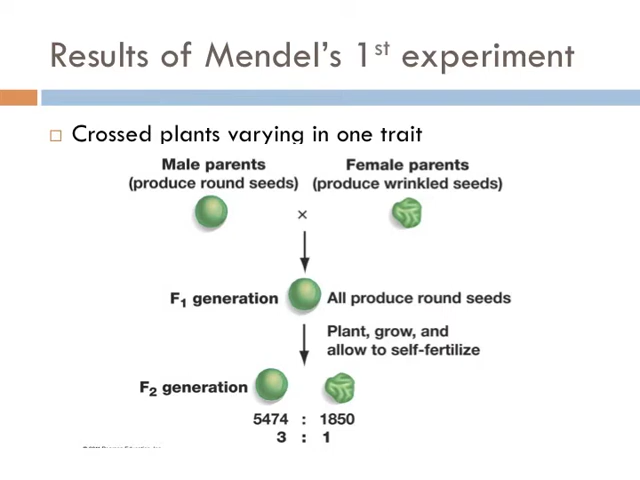 Results of Mendel's 1st experiment
Crossed plants varying in one trait
Male parents
(produce round seeds)
Female parents
(produce wrinkled seeds)
×
F1 generation
All produce round seeds
Plant, grow, and
allow to self-fertilize
F2 generation
5474 : 1850
3 : 1